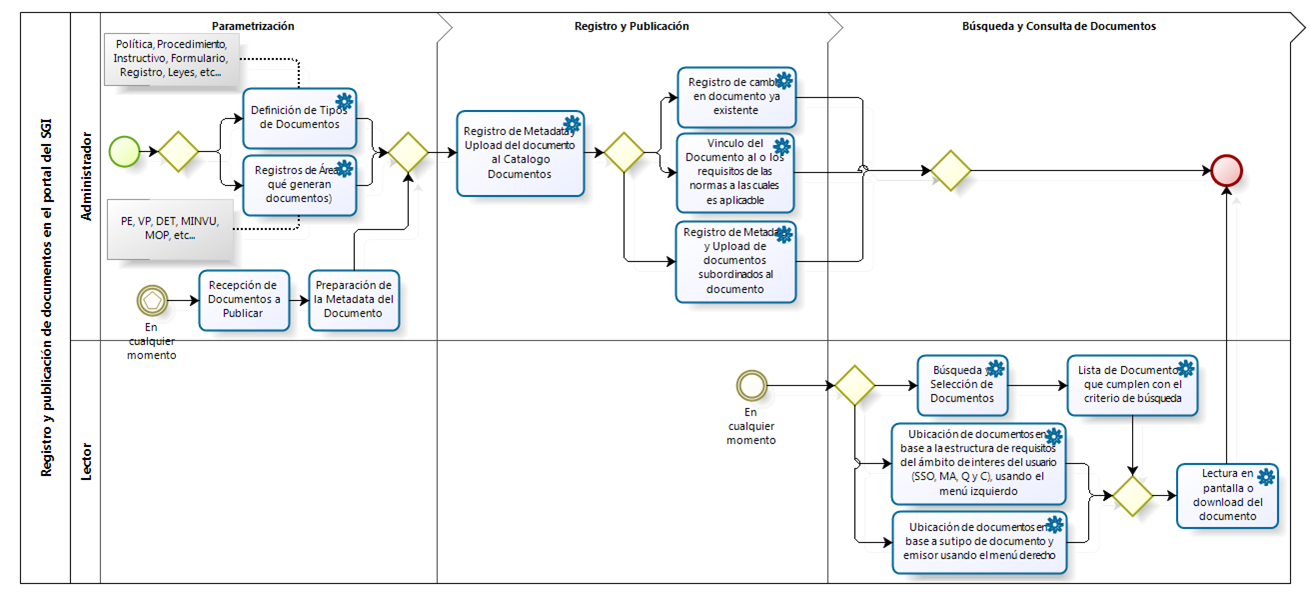 Registro y publicación de documentos en el portal del SGI
Parametrización
Registro y Publicación
Búsqueda y Consulta de Documentos
Administrador
Política, Procedimiento,
Instructivo, Formulario,
Registro, Leyes, etc...
Definición de Tipos
de Documentos
Registros de Área
qué generan
documentos)
PE, VP, DET, MINVU,
MOP, etc...
En
cualquier
momento
Recepción de
Documentos a
Publicar
Preparación de
la Metadata del
Documento
Registro de Metadata y
Upload del documento
al Catalogo
Documentos
Registro de cambi
en documento ya
existente
Vinculo del
Documento al o los
requisitos de las
normas a las cuales
es aplicadble
Registro de Metada
y Upload de
documentos
subordinados al
documento
Lector
En
cualquier
momento
Búsqueda y
Selección de
Documentos
Lista de Documento
que cumplen con el
criterio de búsqueda
Ubicación de documentos en
base a la estructura de requisitos
del ámbito de interes del usuario
(SSO, MA, Q y C), usando el
menú izquierdo
Ubicación de documentos en
base a su tipo de documento y
emisor usando el menú derecho
Lectura en
pantalla o
download del
documento